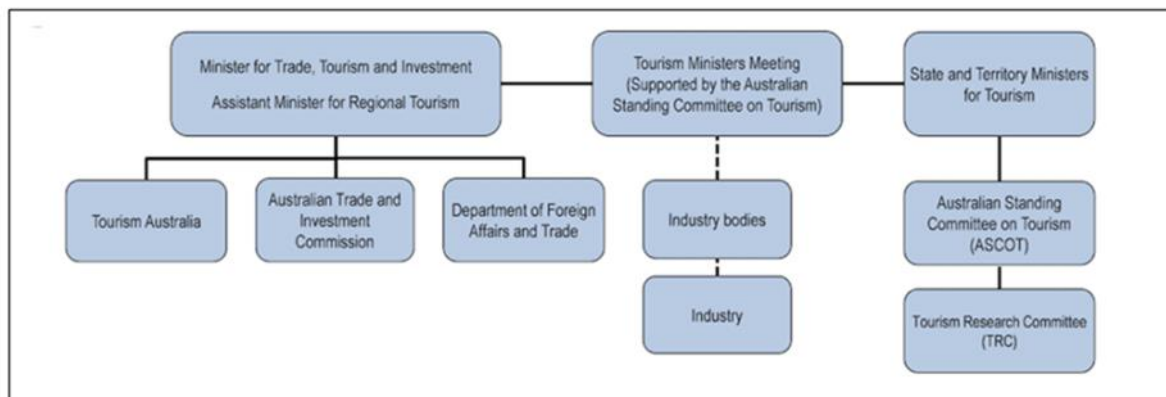 Minister for Trade, Tourism and Investment
Assistant Minister for Regional Tourism
Tourism Ministers Meeting
(Supported by the Australian
Standing Committee on Tourism)
State and Territory Ministers
for Tourism
Tourism Australia
Australian Trade and
Investment
Commission
Department of Foreign
Affairs and Trade
Industry bodies
Australian Standing
Committee on Tourism
(ASCOT)
Industry
Tourism Research Committee
(TRC)